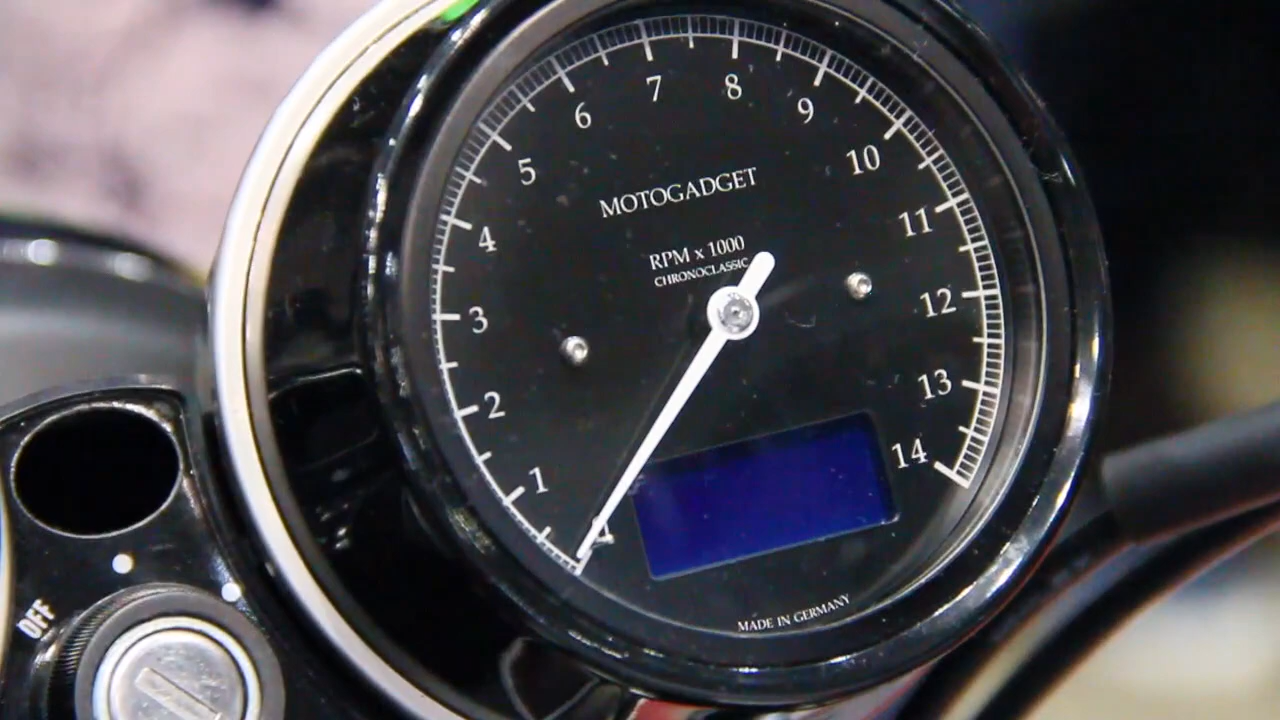 7
8
6
9
5
10
MOTOGADGET
4
11
RPM x 1000
CHRONOCLASSIC
3
12
2
13
1
14
MADE IN GERMANY
OFF